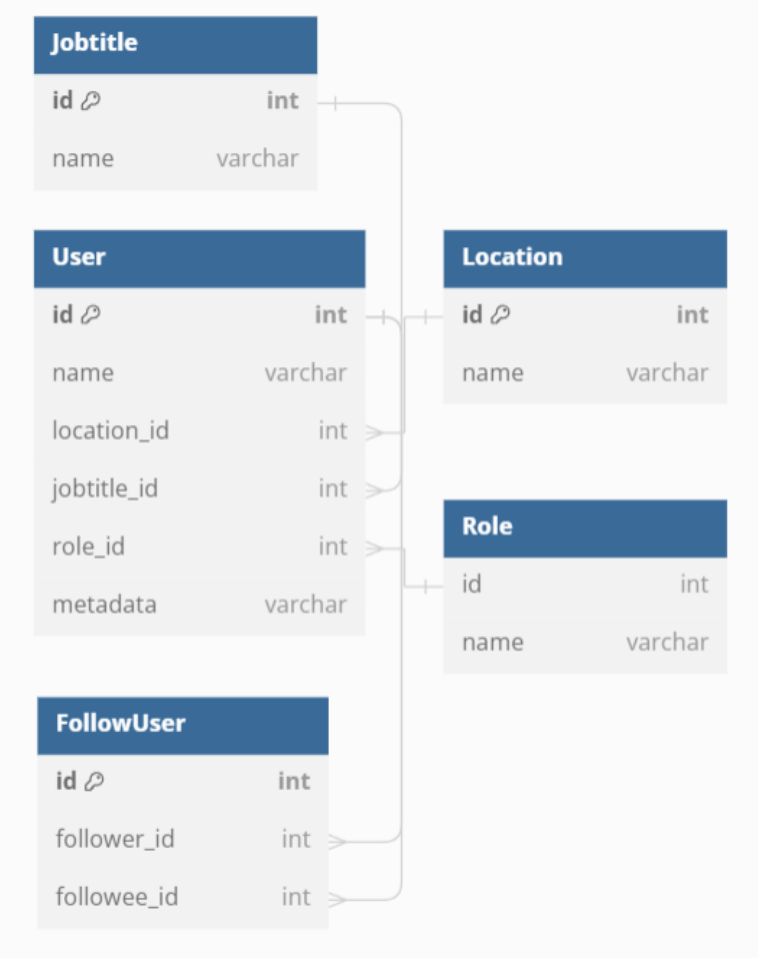 Jobtitle
id int
name varchar
User
id int
name varchar
location_id int
jobtitle_id int
role_id int
metadata varchar
Location
id int
name varchar
Role
id int
name varchar
FollowUser
id int
follower_id int
followee_id int